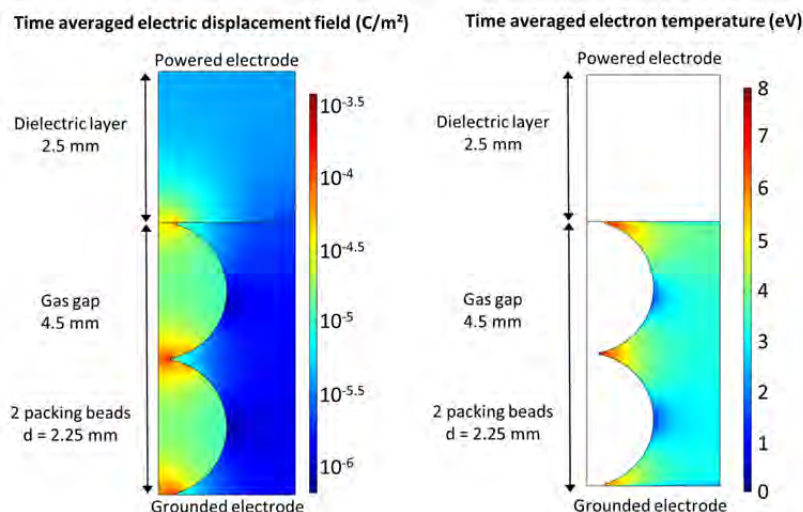 Time averaged electric displacement field (C/m²)
Powered electrode
Dielectric layer
2.5 mm
Gas gap
4.5 mm
2 packing beads
d = 2.25 mm
Grounded electrode
10-3.5
10-4
10-4.5
10-5
10-5.5
10-6
Time averaged electron temperature (eV)
Powered electrode
Dielectric layer
2.5 mm
Gas gap
4.5 mm
2 packing beads
d = 2.25 mm
Grounded electrode
8
7
6
5
4
3
2
1
0